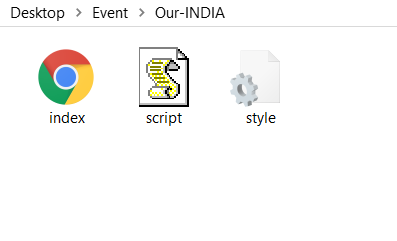 Desktop > Event > Our-INDIA
index script style